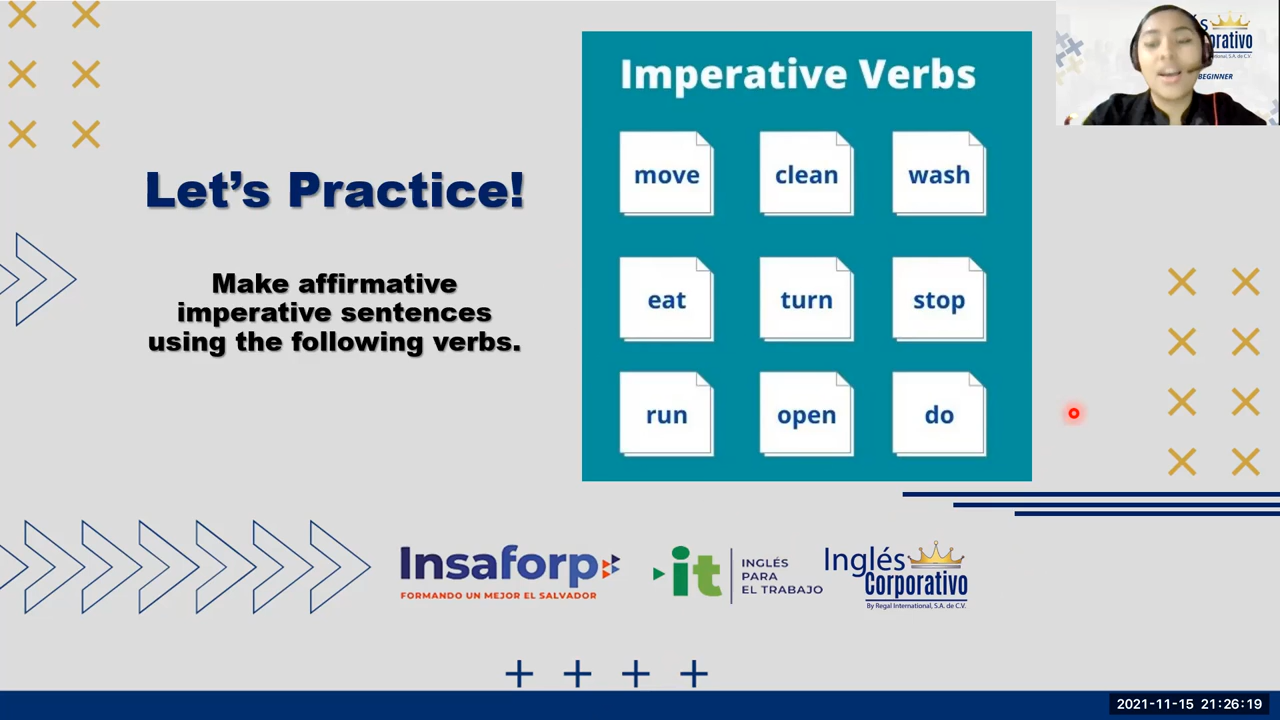 Imperative Verbs
Let’s Practice!
Make affirmative
imperative sentences
using the following verbs.
move
clean
wash
eat
turn
stop
run
open
do
Insaforp
FORMANDO UN MEJOR EL SALVADOR
it
INGLÉS
PARA
EL TRABAJO
Inglés
Corporativo
By Regal International, S.A. de C.V.
BEGINNER
2021-11-15 21:26:19